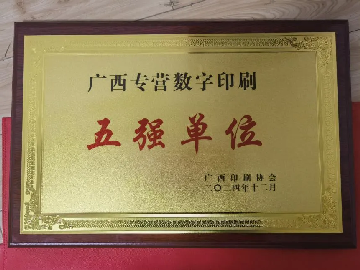 广西专营数字印刷
五强单位
广西印刷协会
二〇二四年十二月